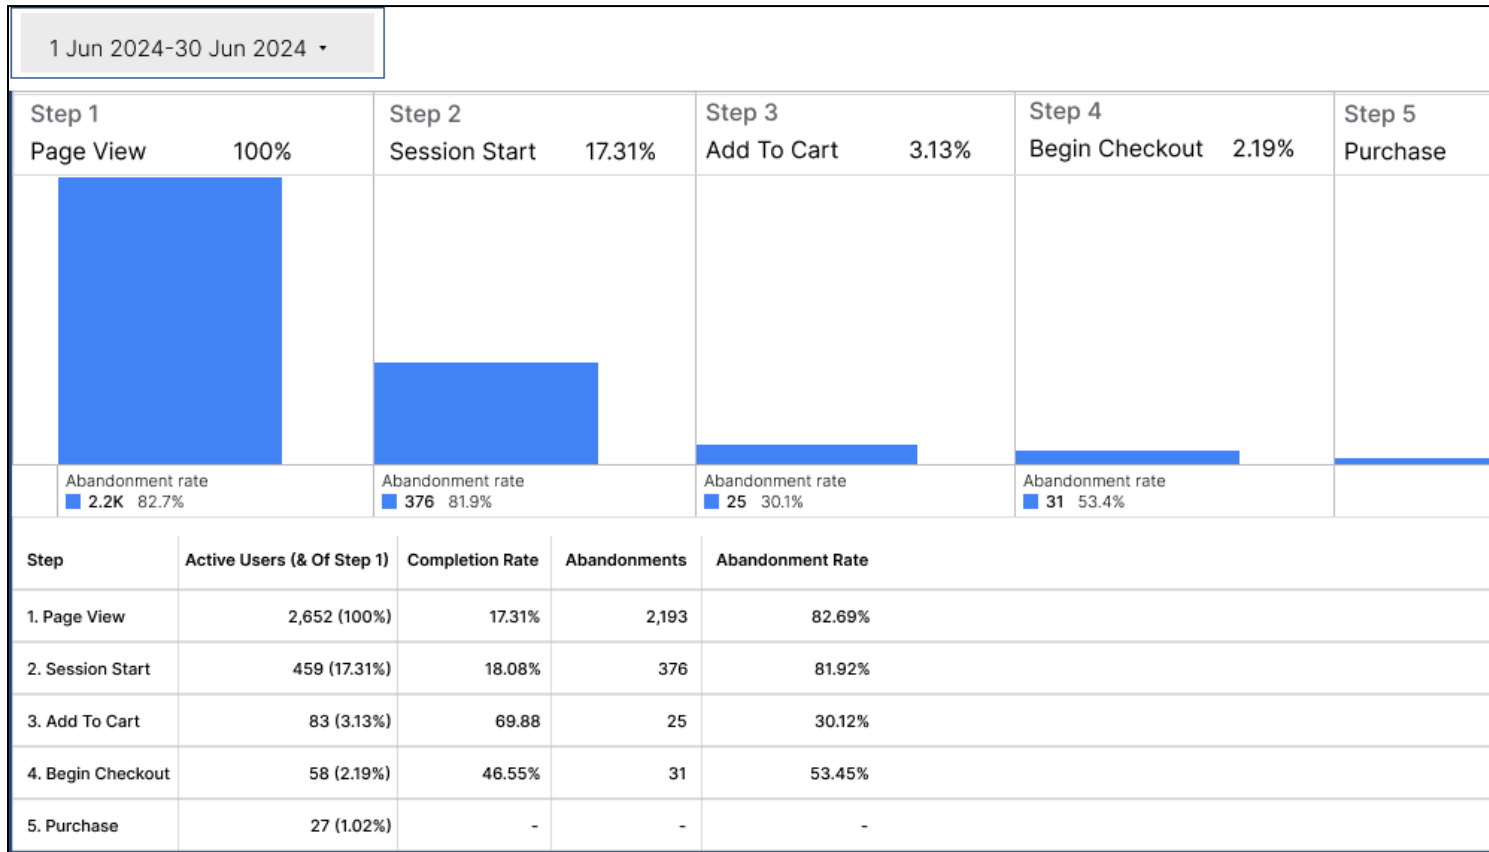 1 Jun 2024-30 Jun 2024
Step 1
Page View 100%
Step 2
Session Start 17.31%
Step 3
Add To Cart 3.13%
Step 4
Begin Checkout 2.19%
Step 5
Purchase
Abandonment rate
2.2K 82.7%
Abandonment rate
376 81.9%
Abandonment rate
25 30.1%
Abandonment rate
31 53.4%
Step Active Users (& Of Step 1) Completion Rate Abandonments Abandonment Rate
1. Page View 2,652 (100%) 17.31% 2,193 82.69%
2. Session Start 459 (17.31%) 18.08% 376 81.92%
3. Add To Cart 83 (3.13%) 69.88 25 30.12%
4. Begin Checkout 58 (2.19%) 46.55% 31 53.45%
5. Purchase 27 (1.02%) - - -